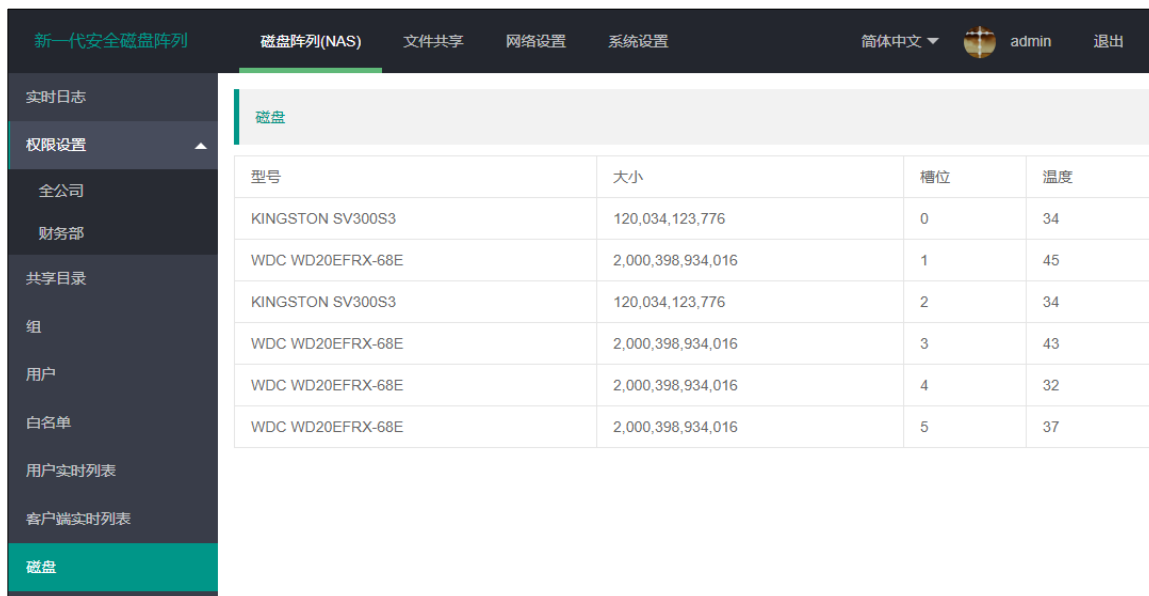 新一代安全磁盘阵列 磁盘阵列(NAS) 文件共享 网络设置 系统设置 简体中文 admin 退出
实时日志
权限设置
全公司
财务部
共享目录
组
用户
白名单
用户实时列表
客户端实时列表
磁盘
磁盘
型号 大小 槽位 温度
KINGSTON SV300S3 120,034,123,776 0 34
WDC WD20EFRX-68E 2,000,398,934,016 1 45
KINGSTON SV300S3 120,034,123,776 2 34
WDC WD20EFRX-68E 2,000,398,934,016 3 43
WDC WD20EFRX-68E 2,000,398,934,016 4 32
WDC WD20EFRX-68E 2,000,398,934,016 5 37